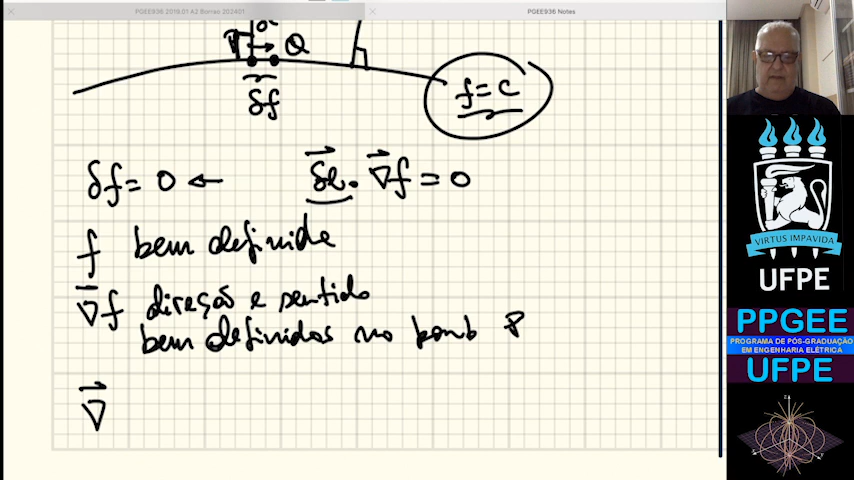 PGEE936 2019.01 A2 Borrao 202401
PGEE936 Notes
P Q
δf
f = c
δf = 0 ← δl · ∇f = 0
f bem definida
∇f direção e sentido
bem definidos no ponto P
∇
VIRTUS IMPAVIDA
UFPE
PPGEE
PROGRAMA DE PÓS-GRADUAÇÃO
EM ENGENHARIA ELÉTRICA
UFPE